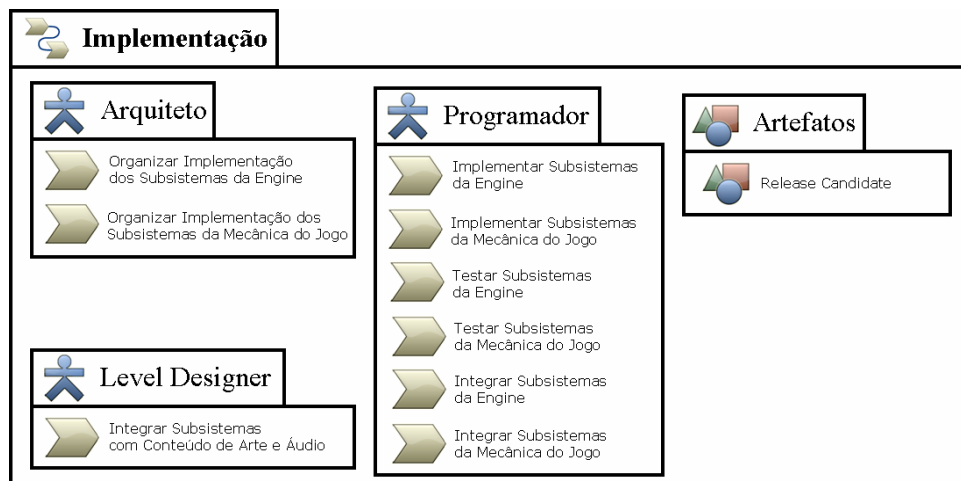 Implementação
Arquiteto
Organizar Implementação
dos Subsistemas da Engine
Organizar Implementação dos
Subsistemas da Mecânica do Jogo
Level Designer
Integrar Subsistemas
com Conteúdo de Arte e Áudio
Programador
Implementar Subsistemas
da Engine
Implementar Subsistemas
da Mecânica do Jogo
Testar Subsistemas
da Engine
Testar Subsistemas
da Mecânica do Jogo
Integrar Subsistemas
da Engine
Integrar Subsistemas
da Mecânica do Jogo
Artefatos
Release Candidate